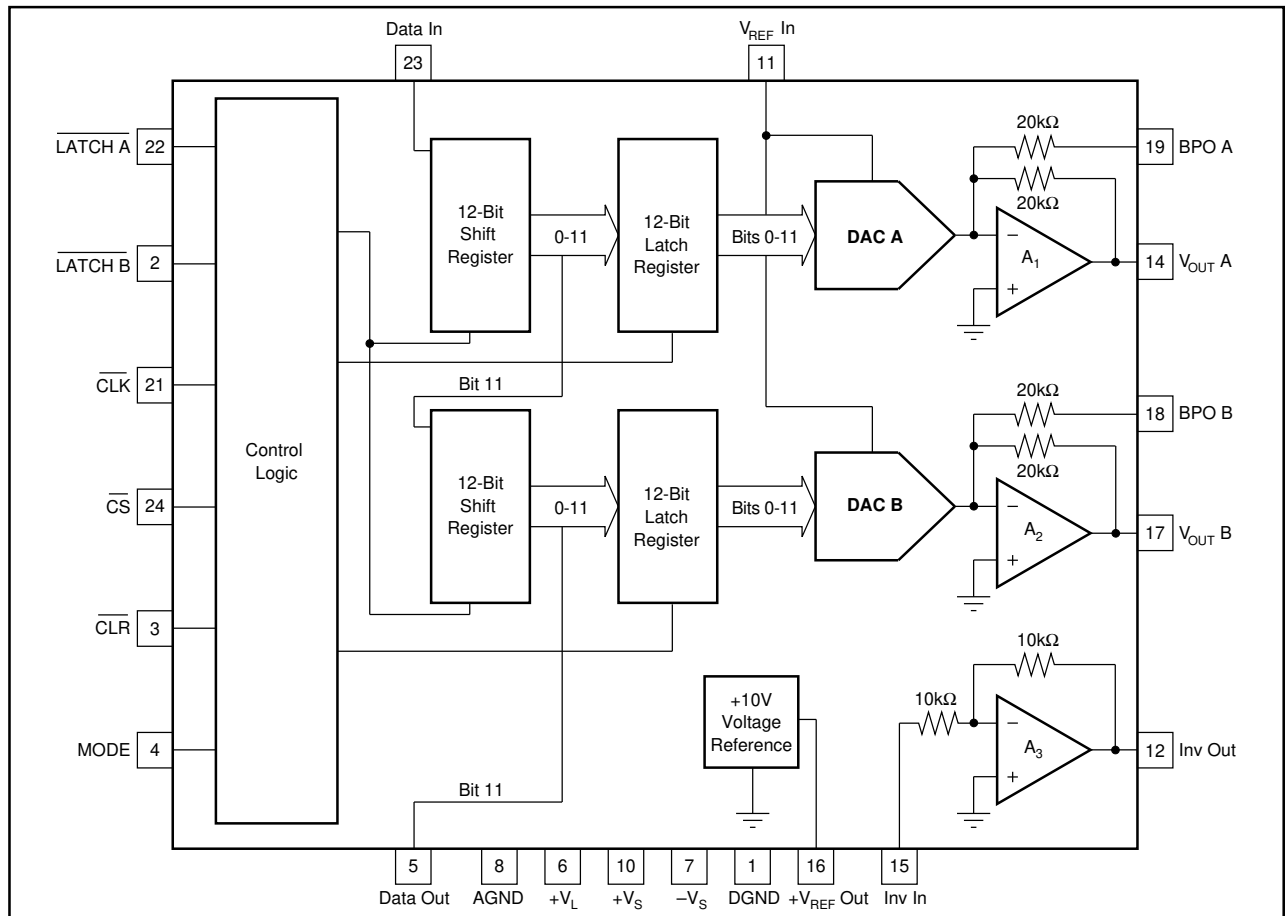 Data In
V_REF In
23
11
LATCH A
22
20kΩ
19
BPO A
20kΩ
12-Bit
Shift
Register
0-11
12-Bit
Latch
Register
Bits 0-11
DAC A
−
A1
+
14
V_OUT A
LATCH B
2
CLK
21
Bit 11
20kΩ
18
BPO B
20kΩ
Control
Logic
12-Bit
Shift
Register
0-11
12-Bit
Latch
Register
Bits 0-11
DAC B
−
A2
+
17
V_OUT B
CS
24
CLR
3
10kΩ
+10V
Voltage
Reference
10kΩ
−
A3
+
12
Inv Out
MODE
4
Bit 11
5
8
6
10
7
1
16
15
Data Out
AGND
+V_L
+V_S
–V_S
DGND
+V_REF Out
Inv In